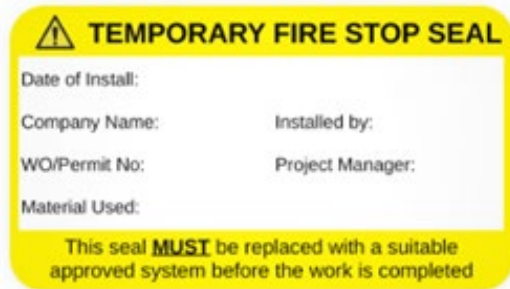 TEMPORARY FIRE STOP SEAL
Date of Install:
Company Name: Installed by:
WO/Permit No: Project Manager:
Material Used:
This seal MUST be replaced with a suitable
approved system before the work is completed